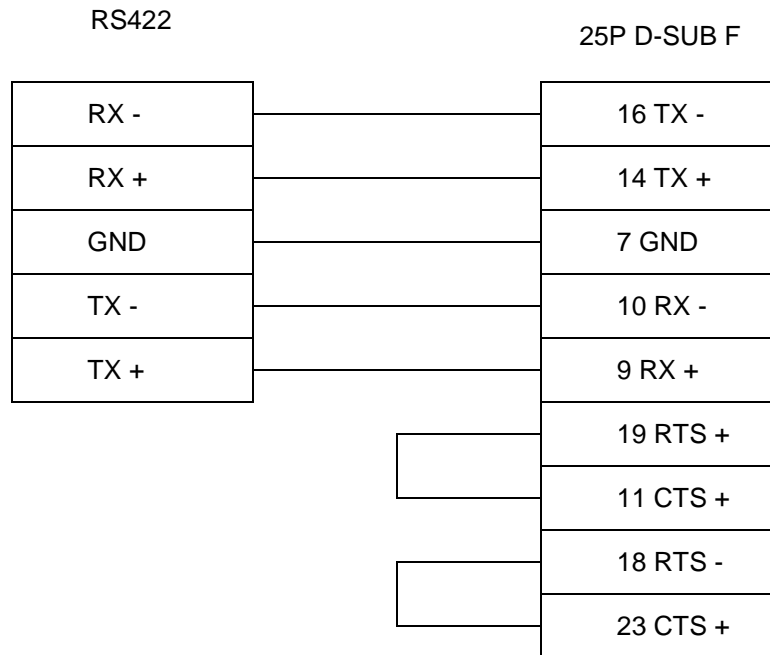 RS422
25P D-SUB F
RX -
16 TX -
RX +
14 TX +
GND
7 GND
TX -
10 RX -
TX +
9 RX +
19 RTS +
11 CTS +
18 RTS -
23 CTS +